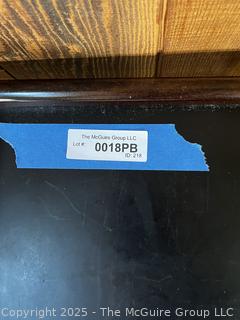 The McGuire Group LLC
Lot #: 0018PB
ID: 218
Copyright© 2025 - The McGuire Group LLC